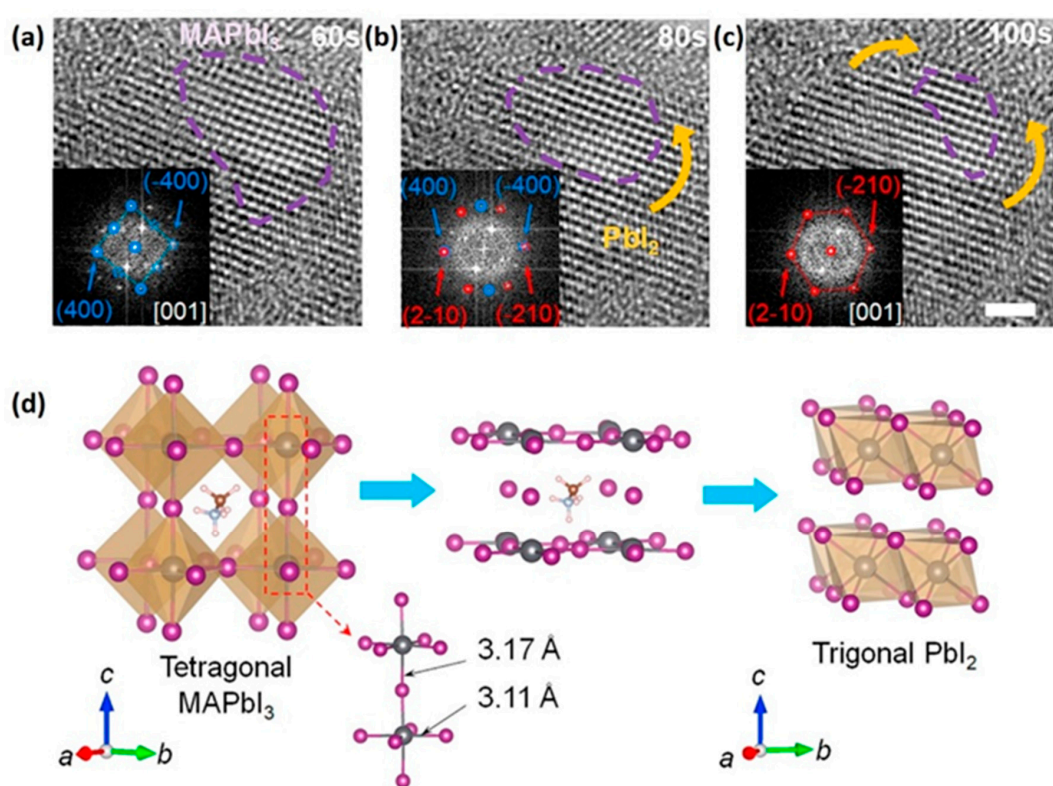 (a) MAPbI₃ 60s
(-400)
(400) [001]
(b) 80s
(400) (-400)
PbI₂
(2-10) (-210)
(c) 100s
(-210)
(2-10) [001]
(d)
3.17 Å
3.11 Å
Tetragonal
MAPbI₃
Trigonal PbI₂
c
a b
c
a b